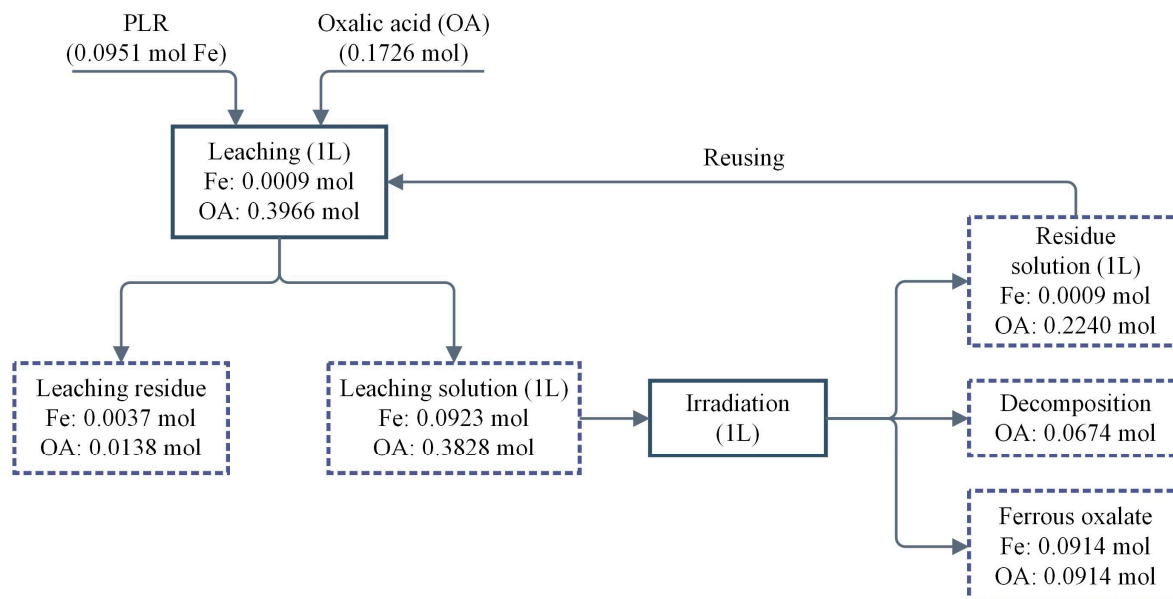 PLR
(0.0951 mol Fe)
Oxalic acid (OA)
(0.1726 mol)
Leaching (1L)
Fe: 0.0009 mol
OA: 0.3966 mol
Reusing
Residue
solution (1L)
Fe: 0.0009 mol
OA: 0.2240 mol
Leaching residue
Fe: 0.0037 mol
OA: 0.0138 mol
Leaching solution (1L)
Fe: 0.0923 mol
OA: 0.3828 mol
Irradiation
(1L)
Decomposition
OA: 0.0674 mol
Ferrous oxalate
Fe: 0.0914 mol
OA: 0.0914 mol